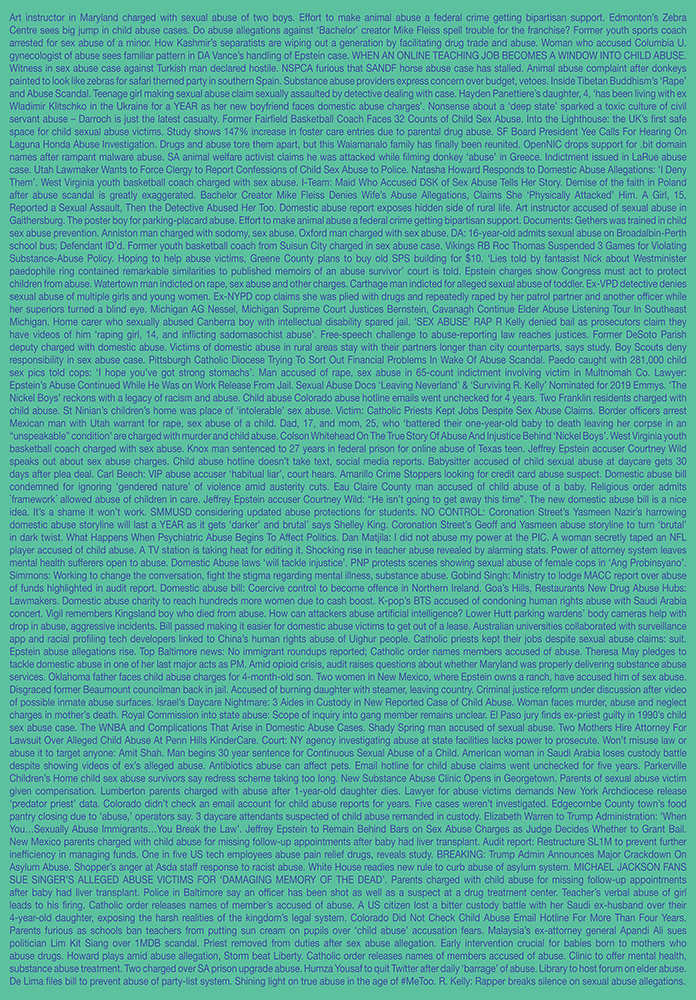 Art instructor in Maryland charged with sexual abuse of two boys. Effort to make animal abuse a federal crime getting bipartisan support. Edmonton's Zebra
Centre sees big jump in child abuse cases. Do abuse allegations against 'Bachelor' creator Mike Fleiss spell trouble for the franchise? Former youth sports coach
arrested for sex abuse of a minor. How Kashmir's separatists are wiping out a generation by facilitating drug trade and abuse. Woman who accused Columbia U.
gynecologist of abuse sees familiar pattern in DA Vance's handling of Epstein case. WHEN AN ONLINE TEACHING JOB BECOMES A WINDOW INTO CHILD ABUSE.
Witness in sex abuse case against Turkish man declared hostile. NSPCA furious that SANDF horse abuse case has stalled. Animal abuse complaint after donkeys
painted to look like zebras for safari themed party in southern Spain. Substance abuse providers express concern over budget, vetoes. Inside Tibetan Buddhism's 'Rape'
and Abuse Scandal. Teenage girl making sexual abuse claim sexually assaulted by detective dealing with case. Hayden Panettiere's daughter, 4, 'has been living with ex
Wladimir Klitschko in the Ukraine for a YEAR as her new boyfriend faces domestic abuse charges'. Nonsense about a 'deep state' sparked a toxic culture of civil
servant abuse – Darroch is just the latest casualty. Former Fairfield Basketball Coach Faces 32 Counts of Child Sex Abuse. Into the Lighthouse: the UK's first safe
space for child sexual abuse victims. Study shows 147% increase in foster care entries due to parental drug abuse. SF Board President Yee Calls For Hearing On
Laguna Honda Abuse Investigation. Drugs and abuse tore them apart, but this Waianamalo family has finally been reunited. OpenNIC drops support for .bit domain
names after rampant malware abuse. SA animal welfare activist claims he was attacked while filming donkey 'abuse' in Greece. Indictment issued in LaRue abuse
case. Utah Lawmaker Wants to Force Clergy to Report Confessions of Child Sex Abuse to Police. Natasha Howard Responds to Domestic Abuse Allegations: 'I Deny
Them'. West Virginia youth basketball coach charged with sex abuse. I-Team: Maid Who Accused DSK of Sex Abuse Tells Her Story. Demise of the faith in Poland
after abuse scandal is greatly exaggerated. Bachelor Creator Mike Fleiss Denies Wife's Abuse Allegations, Claims She 'Physically Attacked' Him. A Girl, 15,
Reported a Sexual Assault, Then the Detective Abused Her Too. Domestic abuse report exposes hidden side of rural life. Art instructor accused of sexual abuse in
Gaithersburg. The poster boy for parking-placard abuse. Effort to make animal abuse a federal crime getting bipartisan support. Documents: Gethers was trained in child
sex abuse prevention. Anniston man charged with sodomy, sex abuse. Oxford man charged with sex abuse. DA: 16-year-old admits sexual abuse on Broadalbin-Perth
school bus; Defendant ID'd. Former youth basketball coach from Suisun City charged in sex abuse case. Vikings RB Roc Thomas Suspended 3 Games for Violating
Substance-Abuse Policy. Hoping to help abuse victims, Greene County plans to buy old SPS building for $10. 'Lies told by fantasist Nick about Westminister
paedophile ring contained remarkable similarities to published memoirs of an abuse survivor' court is told. Epstein charges show Congress must act to protect
children from abuse. Watertown man indicted on rape, sex abuse and other charges. Carthage man indicted for alleged sexual abuse of toddler. Ex-VPD detective denies
sexual abuse of multiple girls and young women. Ex-NYPD cop claims she was plied with drugs and repeatedly raped by her patrol partner and another officer while
her superiors turned a blind eye. Michigan AG Nessel, Michigan Supreme Court Justices Bernstein, Cavanagh Continue Elder Abuse Listening Tour In Southeast
Michigan. Home carer who sexually abused Canberra boy with intellectual disability spared jail. 'SEX ABUSE' RAP R Kelly denied bail as prosecutors claim they
have videos of him 'raping girl, 14, and inflicting sadomasochist abuse'. Free-speech challenge to abuse-reporting law reaches justices. Former DeSoto Parish
deputy charged with domestic abuse. Victims of domestic abuse in rural areas stay with their partners longer than city counterparts, says study. Boy Scouts deny
responsibility in sex abuse case. Pittsburgh Catholic Diocese Trying To Sort Out Financial Problems In Wake Of Abuse Scandal. Paedo caught with 281,000 child
sex pics told cops: 'I hope you've got strong stomachs'. Man accused of rape, sex abuse in 65-count indictment involving victim in Multnomah Co. Lawyer:
Epstein's Abuse Continued While He Was on Work Release From Jail. Sexual Abuse Docs 'Leaving Neverland' & 'Surviving R. Kelly' Nominated for 2019 Emmys. 'The
Nickel Boys' reckons with a legacy of racism and abuse. Child abuse Colorado abuse hotline emails went unchecked for 4 years. Two Franklin residents charged with
child abuse. St Ninian's children's home was place of 'intolerable' sex abuse. Victim: Catholic Priests Kept Jobs Despite Sex Abuse Claims. Border officers arrest
Mexican man with Utah warrant for rape, sex abuse of a child. Dad, 17, and mom, 25, who 'battered their one-year-old baby to death leaving her corpse in an
"unspeakable" condition' are charged with murder and child abuse. Colson Whitehead On The True Story Of Abuse And Injustice Behind 'Nickel Boys'. West Virginia youth
basketball coach charged with sex abuse. Knox man sentenced to 27 years in federal prison for online abuse of Texas teen. Jeffrey Epstein accuser Courtney Wild
speaks out about sex abuse charges. Child abuse hotline doesn't take text, social media reports. Babysitter accused of child sexual abuse at daycare gets 30
days after plea deal. Carl Beech: VIP abuse accuser 'habitual liar', court hears. Amarillo Crime Stoppers looking for credit card abuse suspect. Domestic abuse bill
condemned for ignoring 'gendered nature' of violence amid austerity cuts. Eau Claire County man accused of child abuse of a baby. Religious order admits
'framework' allowed abuse of children in care. Jeffrey Epstein accuser Courtney Wild: "He isn't going to get away this time". The new domestic abuse bill is a nice
idea. It's a shame it won't work. SMMUSD considering updated abuse protections for students. NO CONTROL: Coronation Street's Yasmeen Nazir's harrowing
domestic abuse storyline will last a YEAR as it gets 'darker and brutal' says Shelley King. Coronation Street's Geoff and Yasmeen abuse storyline to turn 'brutal'
in dark twist. What Happens When Psychiatric Abuse Begins To Affect Politics. Dan Matjila: I did not abuse my power at the PIC. A woman secretly taped an NFL
player accused of child abuse. A TV station is taking heat for editing it. Shocking rise in teacher abuse revealed by alarming stats. Power of attorney system leaves
mental health sufferers open to abuse. Domestic Abuse laws 'will tackle injustice'. PNP protest scenes showing sexual abuse of female cops in 'Ang Probinsyano'.
Simmons: Working to change the conversation, fight the stigma regarding mental illness, substance abuse. Gobind Singh: Ministry to lodge MACC report over abuse
of funds highlighted in audit report. Domestic abuse bill: Coercive control to become offence in Northern Ireland. Goa's Hills, Restaurants New Drug Abuse Hubs:
Lawmakers. Domestic abuse charity to reach hundreds more women due to cash boost. K-pop's BTS accused of condoning human rights abuse with Saudi Arabia
concert. Vigil members Kingsland boy who died from abuse. How can attackers abuse artificial intelligence? Lower Hutt parking wardens' body cameras help with
drop in abuse, aggressive incidents. Bill passed making it easier for domestic abuse victims to get out of a lease. Australian universities collaborated with surveillance
app and racial profiling tech developers linked to China's human rights abuse of Uighur people. Catholic priests kept their jobs despite sexual abuse claims: suit.
Epstein abuse allegations rise. Top Baltimore news: No immigrant roundups reported; Catholic order names members accused of abuse. Theresa May pledges to
tackle domestic abuse in one of her last major acts as PM. Amid opioid crisis, audit raises questions about whether Maryland was properly delivering substance abuse
services. Oklahoma father faces child abuse charges for 4-month-old son. Two women in New Mexico, where Epstein owns a ranch, have accused him of sex abuse.
Disgraced former Beaumount councilman back in jail. Accused of burning daughter with steamer, leaving country. Criminal justice reform under discussion after video
of possible inmate abuse surfaces. Israel's Daycare Nightmare: 3 Aides in Custody in New Reported Case of Child Abuse. Woman faces murder, abuse and neglect
charges in mother's death. Royal Commission into state abuse: Scope of inquiry into gang member remains unclear. El Paso jury finds ex-priest guilty in 1990's child
sex abuse case. The WNBA and Complications That Arise in Domestic Abuse Cases. Shady Spring man accused of sexual abuse. Two Mothers Hire Attorney For
Lawsuit Over Alleged Child Abuse At Penn Hills KinderCare. Court: NY agency investigating abuse at state facilities lacks power to prosecute. Won't misuse law or
abuse it to target anyone: Amit Shah. Man begins 30 year sentence for Continuous Sexual Abuse of a Child. American woman in Saudi Arabia loses custody battle
despite showing videos of ex's alleged abuse. Antibiotics abuse can affect pets. Email hotline for child abuse claims went unchecked for five years. Parkerville
Children's Home child sex abuse survivors say redress scheme taking too long. New Substance Abuse Clinic Opens in Georgetown. Parents of sexual abuse victim
given compensation. Lumberton parents charged with abuse after 1-year-old daughter dies. Lawyer for abuse victims demands New York Archdiocese release
'predator priest' data. Colorado didn't check an email account for child abuse reports for years. Five cases weren't investigated. Edgecombe County town's food
pantry closing due to 'abuse,' operators say. 3 daycare attendants suspected of child abuse remanded in custody. Elizabeth Warren to Trump Administration: 'When
You...Sexually Abuse Immigrants...You Break the Law'. Jeffrey Epstein to Remain Behind Bars on Sex Abuse Charges as Judge Decides Whether to Grant Bail.
New Mexico parents charged with child abuse for missing follow-up appointments after baby had liver transplant. Audit report: Restructure SL1M to prevent further
inefficiency in managing funds. One in five US tech employees abuse pain relief drugs, reveals study. BREAKING: Trump Admin Announces Major Crackdown On
Asylum Abuse. Shopper's anger at Asda staff response to racist abuse. White House readies new rule to curb abuse of asylum system. MICHAEL JACKSON FANS
SUE SINGER'S ALLEGED ABUSE VICTIMS FOR 'DAMAGING MEMORY OF THE DEAD'. Parents charged with child abuse for missing follow-up appointments
after baby had liver transplant. Police in Baltimore say an officer has been shot as well as a suspect at a drug treatment center. Teacher's verbal abuse of girl
leads to his firing. Catholic order releases names of member's accused of abuse. A US citizen lost a bitter custody battle with her Saudi ex-husband over their
4-year-old daughter, exposing the harsh realities of the kingdom's legal system. Colorado Did Not Check Child Abuse Email Hotline For More Than Four Years.
Parents furious as schools ban teachers from putting sun cream on pupils over 'child abuse' accusation fears. Malaysia's ex-attorney general Apandi Ali sues
politician Lim Kit Siang over 1MDB scandal. Priest removed from duties after sex abuse allegation. Early intervention crucial for babies born to mothers who
abuse drugs. Howard plays amid abuse allegation, Storm beat Liberty. Catholic order releases names of members accused of abuse. Clinic to offer mental health,
substance abuse treatment. Two charged over SA prison upgrade abuse. Humza Yousaf to quit Twitter after daily 'barrage' of abuse. Library to host forum on elder abuse.
De Lima files bill to prevent abuse of party-list system. Shining light on true abuse in the age of #MeToo. R. Kelly: Rapper breaks silence on sexual abuse allegations.